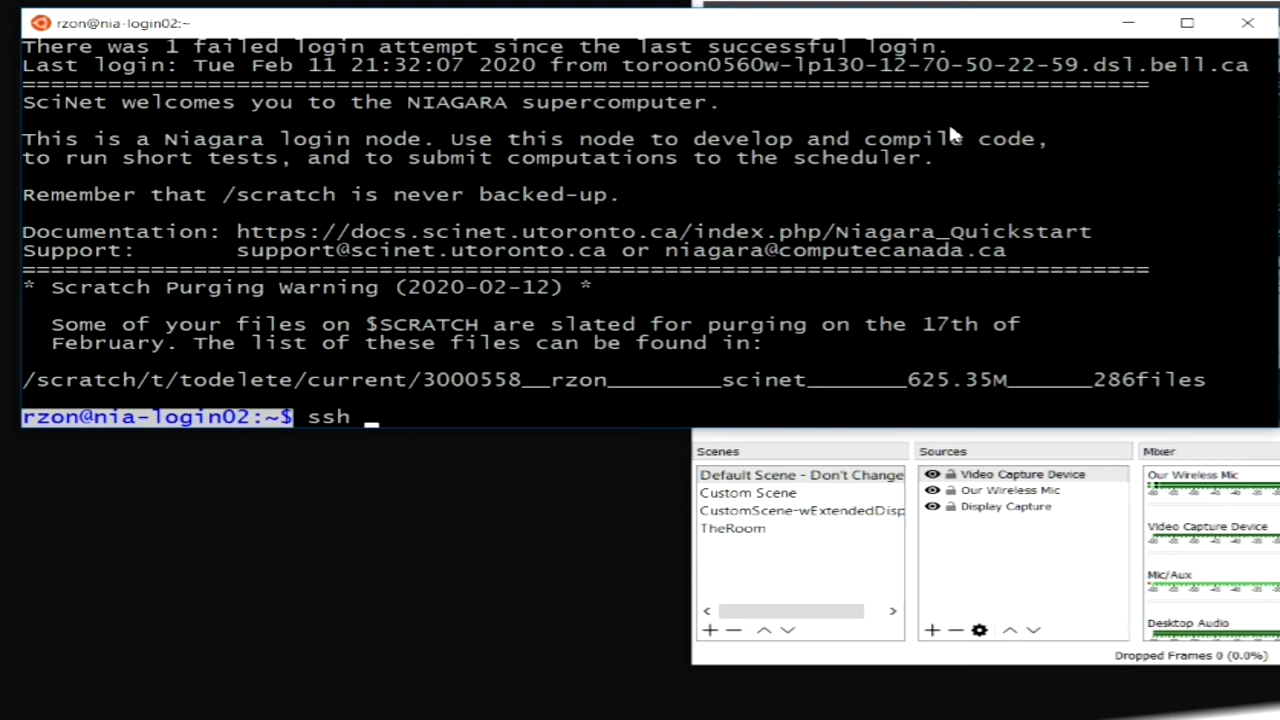 rzon@nia-login02:~
There was 1 failed login attempt since the last successful login.
Last login: Tue Feb 11 21:32:07 2020 from toroon0560w-lp130-12-70-50-22-59.dsl.bell.ca
===============================================================================
SciNet welcomes you to the NIAGARA supercomputer.
This is a Niagara login node. Use this node to develop and compile code,
to run short tests, and to submit computations to the scheduler.
Remember that /scratch is never backed-up.
Documentation: https://docs.scinet.utoronto.ca/index.php/Niagara_Quickstart
Support: support@scinet.utoronto.ca or niagara@computecanada.ca
===============================================================================
* Scratch Purging Warning (2020-02-12) *
Some of your files on $SCRATCH are slated for purging on the 17th of
February. The list of these files can be found in:
/scratch/t/todelete/current/3000558__rzon________scinet_______625.35M______286files
rzon@nia-login02:~$ ssh _
Scenes Sources Mixer
Default Scene - Don't Change
Custom Scene
CustomScene-wExtendedDisp
TheRoom
Video Capture Device
Our Wireless Mic
Display Capture
Our Wireless Mic
Video Capture Device
Mic/Aux
Desktop Audio
Dropped Frames 0 (0.0%)